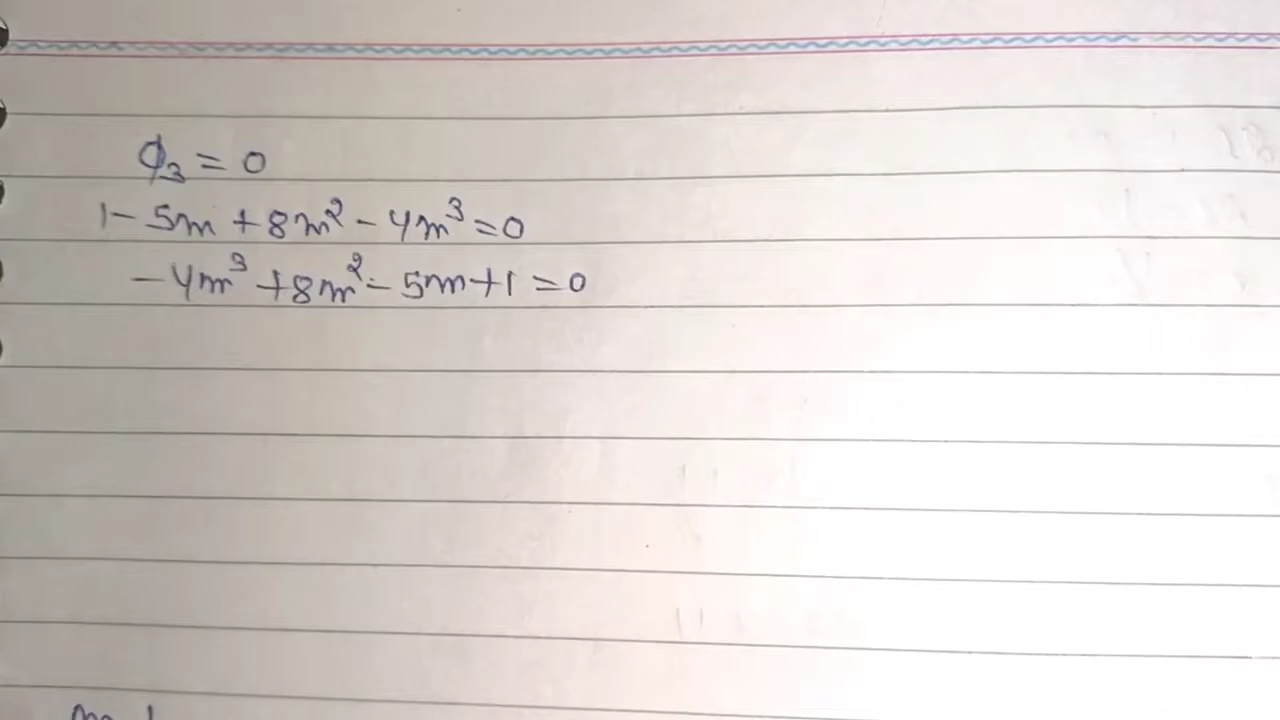 ϕ₃ = 0
1 - 5m + 8m² - 4m³ = 0
- 4m³ + 8m² - 5m + 1 = 0